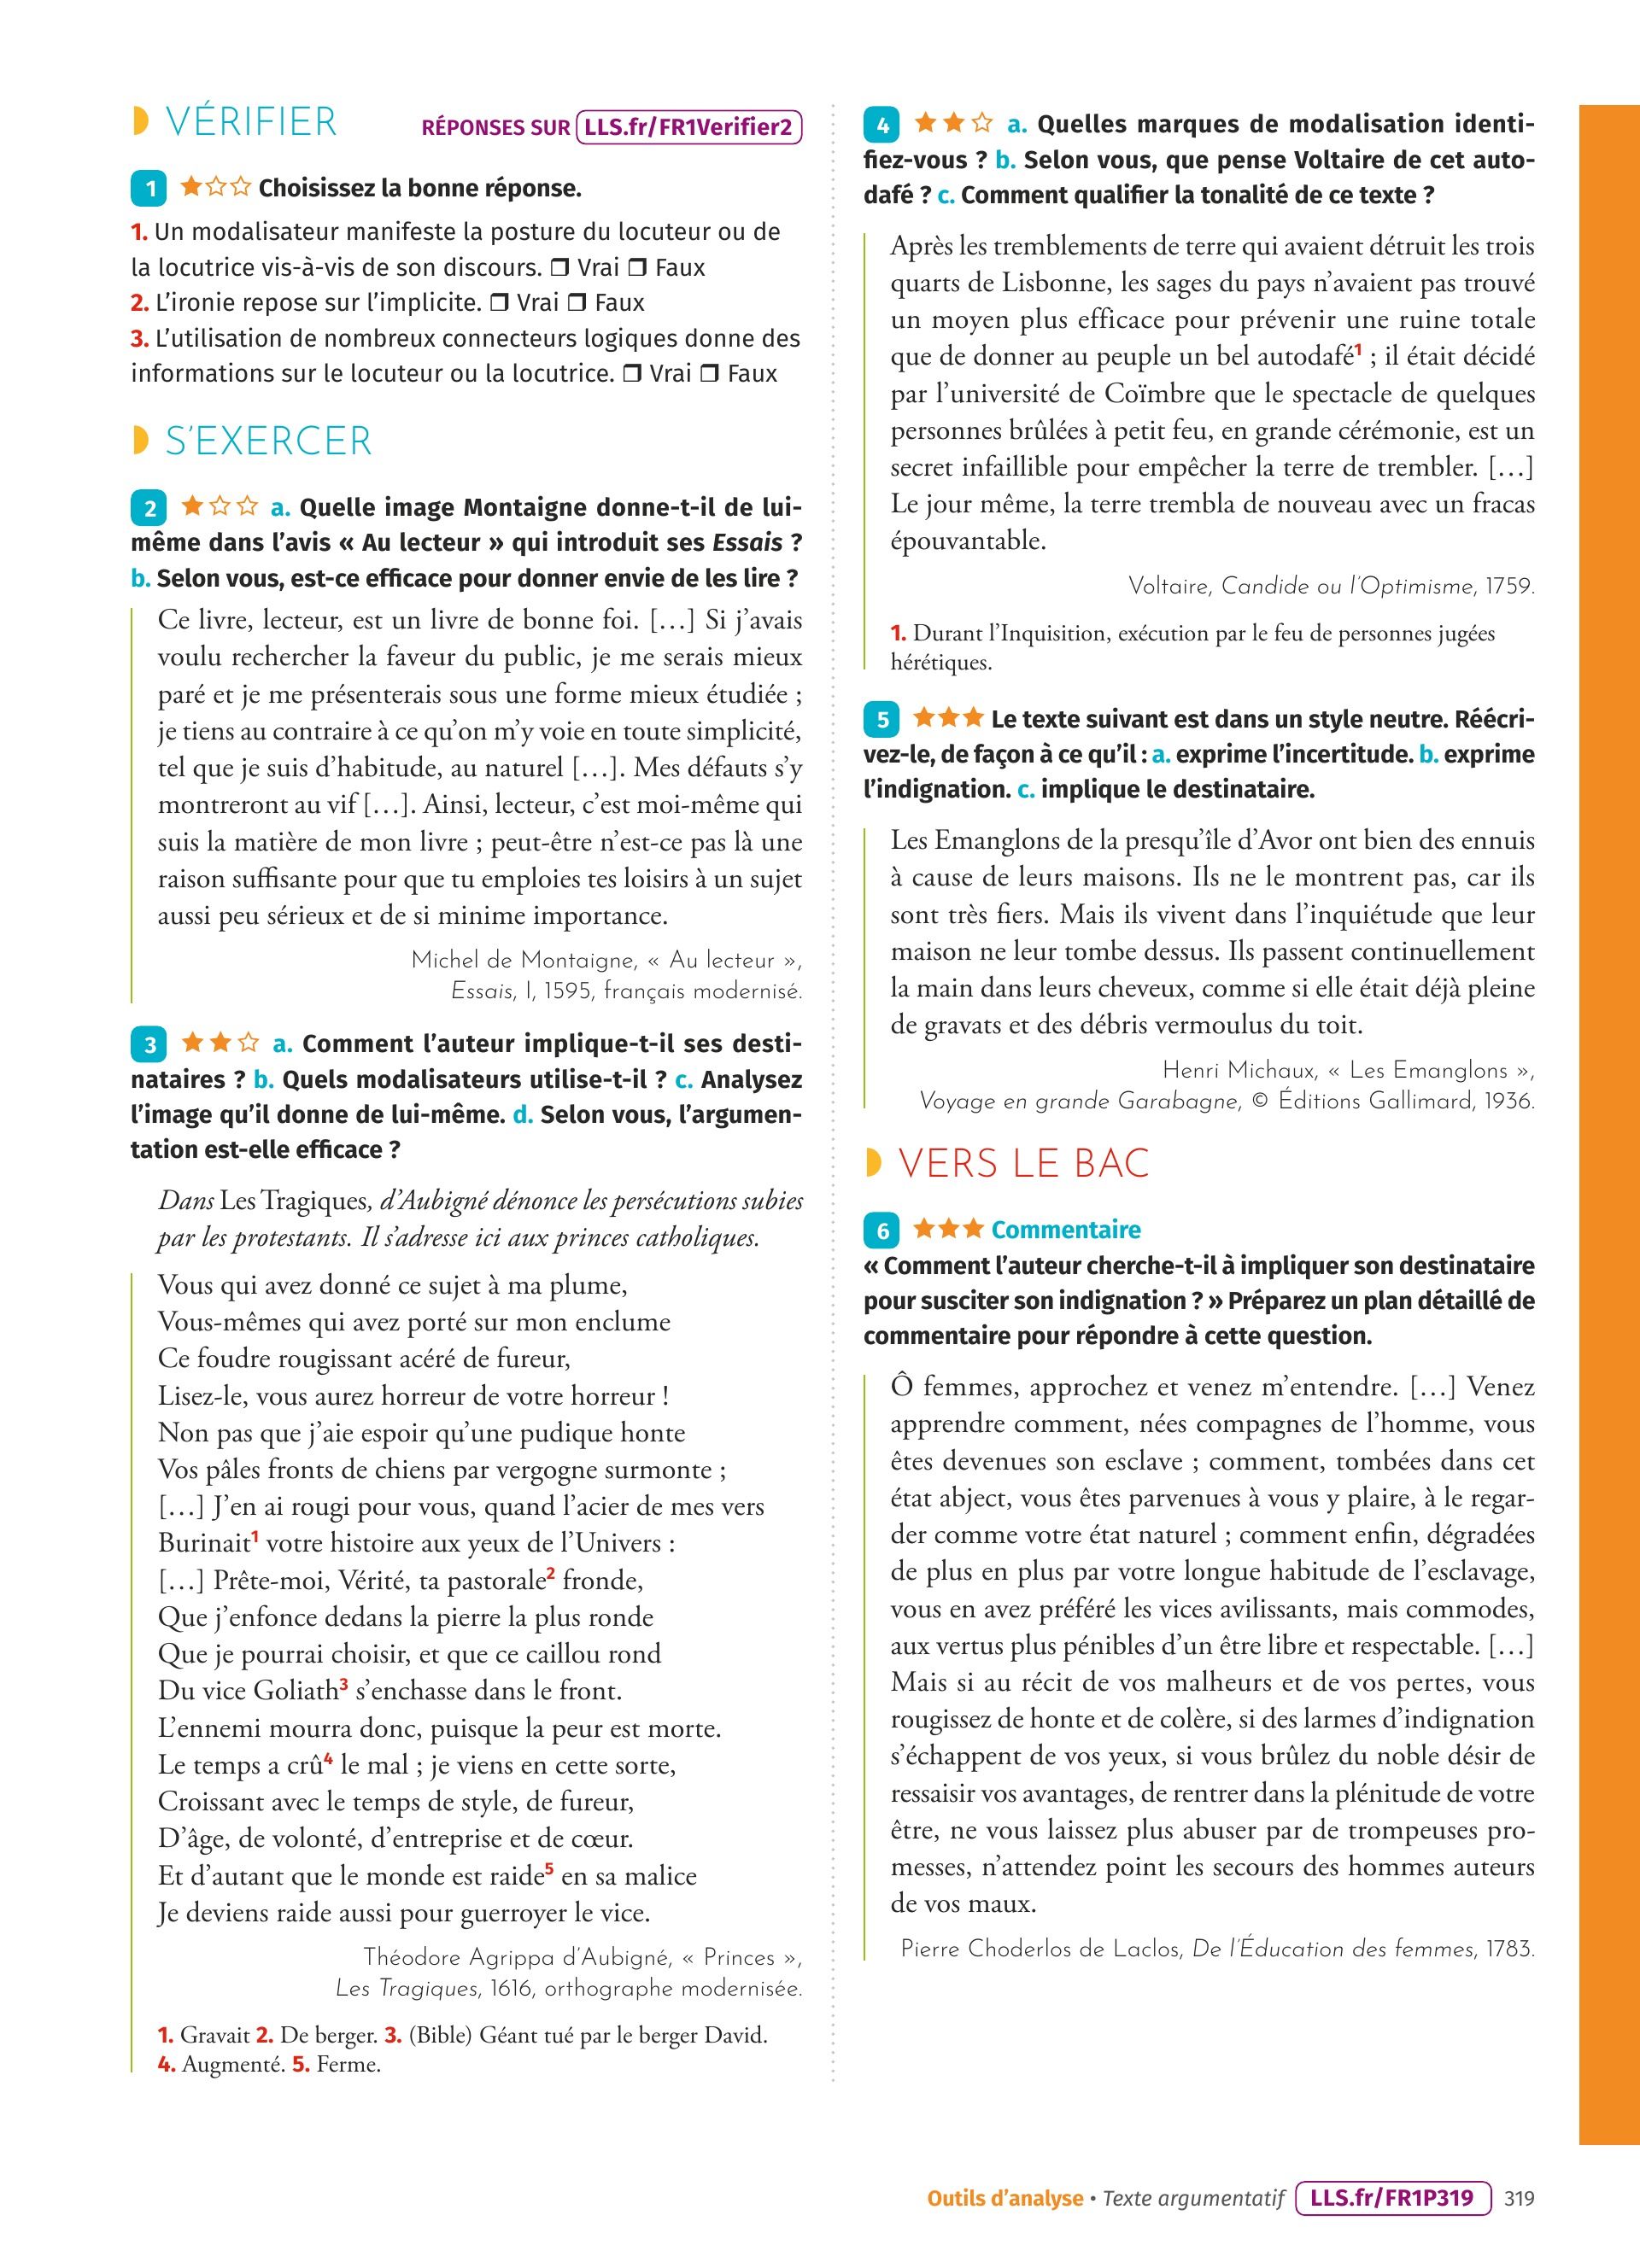 VÉRIFIER
RÉPONSES SUR LLS.fr/FR1Verifier2
1 ★☆☆ Choisissez la bonne réponse.
1. Un modalisateur manifeste la posture du locuteur ou de
la locutrice vis-à-vis de son discours. ❒ Vrai ❒ Faux
2. L’ironie repose sur l’implicite. ❒ Vrai ❒ Faux
3. L’utilisation de nombreux connecteurs logiques donne des
informations sur le locuteur ou la locutrice. ❒ Vrai ❒ Faux
S’EXERCER
2 ★☆☆ a. Quelle image Montaigne donne-t-il de lui-
même dans l’avis « Au lecteur » qui introduit ses Essais ?
b. Selon vous, est-ce efficace pour donner envie de les lire ?
Ce livre, lecteur, est un livre de bonne foi. […] Si j’avais
voulu rechercher la faveur du public, je me serais mieux
paré et je me présenterais sous une forme mieux étudiée ;
je tiens au contraire à ce qu’on m’y voie en toute simplicité,
tel que je suis d’habitude, au naturel […]. Mes défauts s’y
montreront au vif […]. Ainsi, lecteur, c’est moi-même qui
suis la matière de mon livre ; peut-être n’est-ce pas là une
raison suffisante pour que tu emploies tes loisirs à un sujet
aussi peu sérieux et de si minime importance.
Michel de Montaigne, « Au lecteur »,
Essais, I, 1595, français modernisé.
3 ★★☆ a. Comment l’auteur implique-t-il ses desti-
nataires ? b. Quels modalisateurs utilise-t-il ? c. Analysez
l’image qu’il donne de lui-même. d. Selon vous, l’argumen-
tation est-elle efficace ?
Dans Les Tragiques, d’Aubigné dénonce les persécutions subies
par les protestants. Il s’adresse ici aux princes catholiques.
Vous qui avez donné ce sujet à ma plume,
Vous-mêmes qui avez porté sur mon enclume
Ce foudre rougissant acéré de fureur,
Lisez-le, vous aurez horreur de votre horreur !
Non pas que j’aie espoir qu’une pudique honte
Vos pâles fronts de chiens par vergogne surmonte ;
[…] J’en ai rougi pour vous, quand l’acier de mes vers
Burinait1 votre histoire aux yeux de l’Univers :
[…] Prête-moi, Vérité, ta pastorale2 fronde,
Que j’enfonce dedans la pierre la plus ronde
Que je pourrai choisir, et que ce caillou rond
Du vice Goliath3 s’enchasse dans le front.
L’ennemi mourra donc, puisque la peur est morte.
Le temps a crû4 le mal ; je viens en cette sorte,
Croissant avec le temps de style, de fureur,
D’âge, de volonté, d’entreprise et de cœur.
Et d’autant que le monde est raide5 en sa malice
Je deviens raide aussi pour guerroyer le vice.
Théodore Agrippa d’Aubigné, « Princes »,
Les Tragiques, 1616, orthographe modernisée.
1. Gravait 2. De berger. 3. (Bible) Géant tué par le berger David.
4. Augmenté. 5. Ferme.
4 ★★☆ a. Quelles marques de modalisation identi-
fiez-vous ? b. Selon vous, que pense Voltaire de cet auto-
dafé ? c. Comment qualifier la tonalité de ce texte ?
Après les tremblements de terre qui avaient détruit les trois
quarts de Lisbonne, les sages du pays n’avaient pas trouvé
un moyen plus efficace pour prévenir une ruine totale
que de donner au peuple un bel autodafé1 ; il était décidé
par l’université de Coïmbre que le spectacle de quelques
personnes brûlées à petit feu, en grande cérémonie, est un
secret infaillible pour empêcher la terre de trembler. […]
Le jour même, la terre trembla de nouveau avec un fracas
épouvantable.
Voltaire, Candide ou l’Optimisme, 1759.
1. Durant l’Inquisition, exécution par le feu de personnes jugées
hérétiques.
5 ★★★ Le texte suivant est dans un style neutre. Réécri-
vez-le, de façon à ce qu’il : a. exprime l’incertitude. b. exprime
l’indignation. c. implique le destinataire.
Les Emanglons de la presqu’île d’Avor ont bien des ennuis
à cause de leurs maisons. Ils ne le montrent pas, car ils
sont très fiers. Mais ils vivent dans l’inquiétude que leur
maison ne leur tombe dessus. Ils passent continuellement
la main dans leurs cheveux, comme si elle était déjà pleine
de gravats et des débris vermoulus du toit.
Henri Michaux, « Les Emanglons »,
Voyage en grande Garabagne, © Éditions Gallimard, 1936.
VERS LE BAC
6 ★★★ Commentaire
« Comment l’auteur cherche-t-il à impliquer son destinataire
pour susciter son indignation ? » Préparez un plan détaillé de
commentaire pour répondre à cette question.
Ô femmes, approchez et venez m’entendre. […] Venez
apprendre comment, nées compagnes de l’homme, vous
êtes devenues son esclave ; comment, tombées dans cet
état abject, vous êtes parvenues à vous y plaire, à le regar-
der comme votre état naturel ; comment enfin, dégradées
de plus en plus par votre longue habitude de l’esclavage,
vous en avez préféré les vices avilissants, mais commodes,
aux vertus plus pénibles d’un être libre et respectable. […]
Mais si au récit de vos malheurs et de vos pertes, vous
rougissez de honte et de colère, si des larmes d’indignation
s’échappent de vos yeux, si vous brûlez du noble désir de
ressaisir vos avantages, de rentrer dans la plénitude de votre
être, ne vous laissez plus abuser par de trompeuses pro-
messes, n’attendez point les secours des hommes auteurs
de vos maux.
Pierre Choderlos de Laclos, De l’Éducation des femmes, 1783.
Outils d’analyse • Texte argumentatif LLS.fr/FR1P319 319